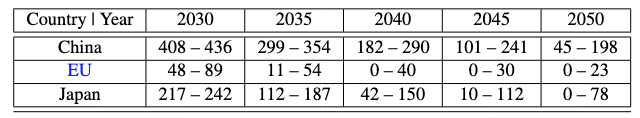 Country | Year 2030 2035 2040 2045 2050
China 408 – 436 299 – 354 182 – 290 101 – 241 45 – 198
EU 48 – 89 11 – 54 0 – 40 0 – 30 0 – 23
Japan 217 – 242 112 – 187 42 – 150 10 – 112 0 – 78